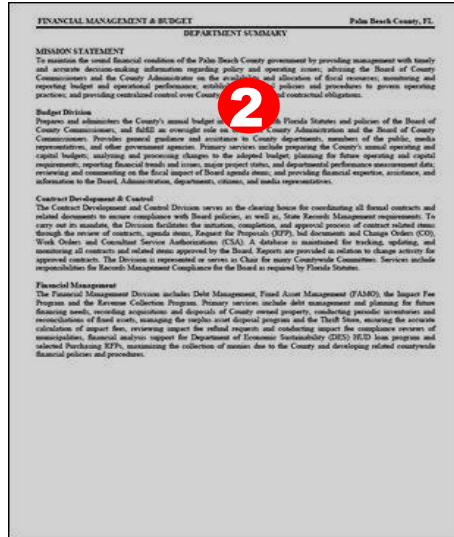 FINANCIAL MANAGEMENT & BUDGET Palm Beach County, FL
DEPARTMENT SUMMARY
MISSION STATEMENT
To maintain the sound financial condition of the Palm Beach County government by providing management with timely
and accurate decision-making information regarding policy and operating issues; advising the Board of County
Commissioners and the County Administrator on the availability and allocation of fiscal resources; monitoring and
reporting budget and operational performance; policies and procedures to govern operating
practices; and providing centralized control over County and contractual obligations.
2
Budget Division
Prepares and administers the County's annual budget Florida Statutes and policies of the Board of
County Commissioners, and fulfill an oversight role on County Administration and the Board of County
Commissioners. Provides general guidance and assistance to County departments, members of the public, media
representatives, and other government agencies. Primary services include preparing the County's annual operating and
capital budgets; analyzing and processing changes to the adopted budget; planning for future operating and capital
requirements; reporting financial trends and issues, major project status, and departmental performance measurement data;
reviewing and commenting on the fiscal impact of Board agenda items; and providing financial expertise, assistance, and
information to the Board, Administration, departments, citizens, and media representatives.
Contract Development & Control
The Contract Development and Control Division serves as the clearing house for coordinating all formal contracts and
related documents to ensure compliance with Board policies, as well as, State Records Management requirements. To
carry out its mandate, the Division facilitates the initiation, completion, and approval process of contract related items
through the review of contracts, agenda items, Request for Proposals (RFP), bid documents and Change Orders (CO),
Work Orders and Consultant Service Authorizations (CSA). A database is maintained for tracking, updating, and
monitoring all contracts and related items approved by the Board. Reports are provided in relation to change activity for
approved contracts. The Division is represented or serves as Chair for many Countywide Committees. Services include
responsibilities for Records Management Compliance for the Board as required by Florida Statutes.
Financial Management
The Financial Management Division includes Debt Management, Fixed Asset Management (FAMO), the Impact Fee
Program and the Revenue Collection Program. Primary services include debt management and planning for future
financing needs, recording acquisitions and disposals of County owned property, conducting periodic inventories and
reconciliations of fixed assets, managing the surplus asset disposal program and the Thrift Store, ensuring the accurate
calculation of impact fees, reviewing impact fee refund requests and conducting impact fee compliance reviews of
municipalities, financial analysis support for Department of Economic Sustainability (DES) HUD loan program and
selected Purchasing RFPs, maximizing the collection of monies due to the County and developing related countywide
financial policies and procedures.